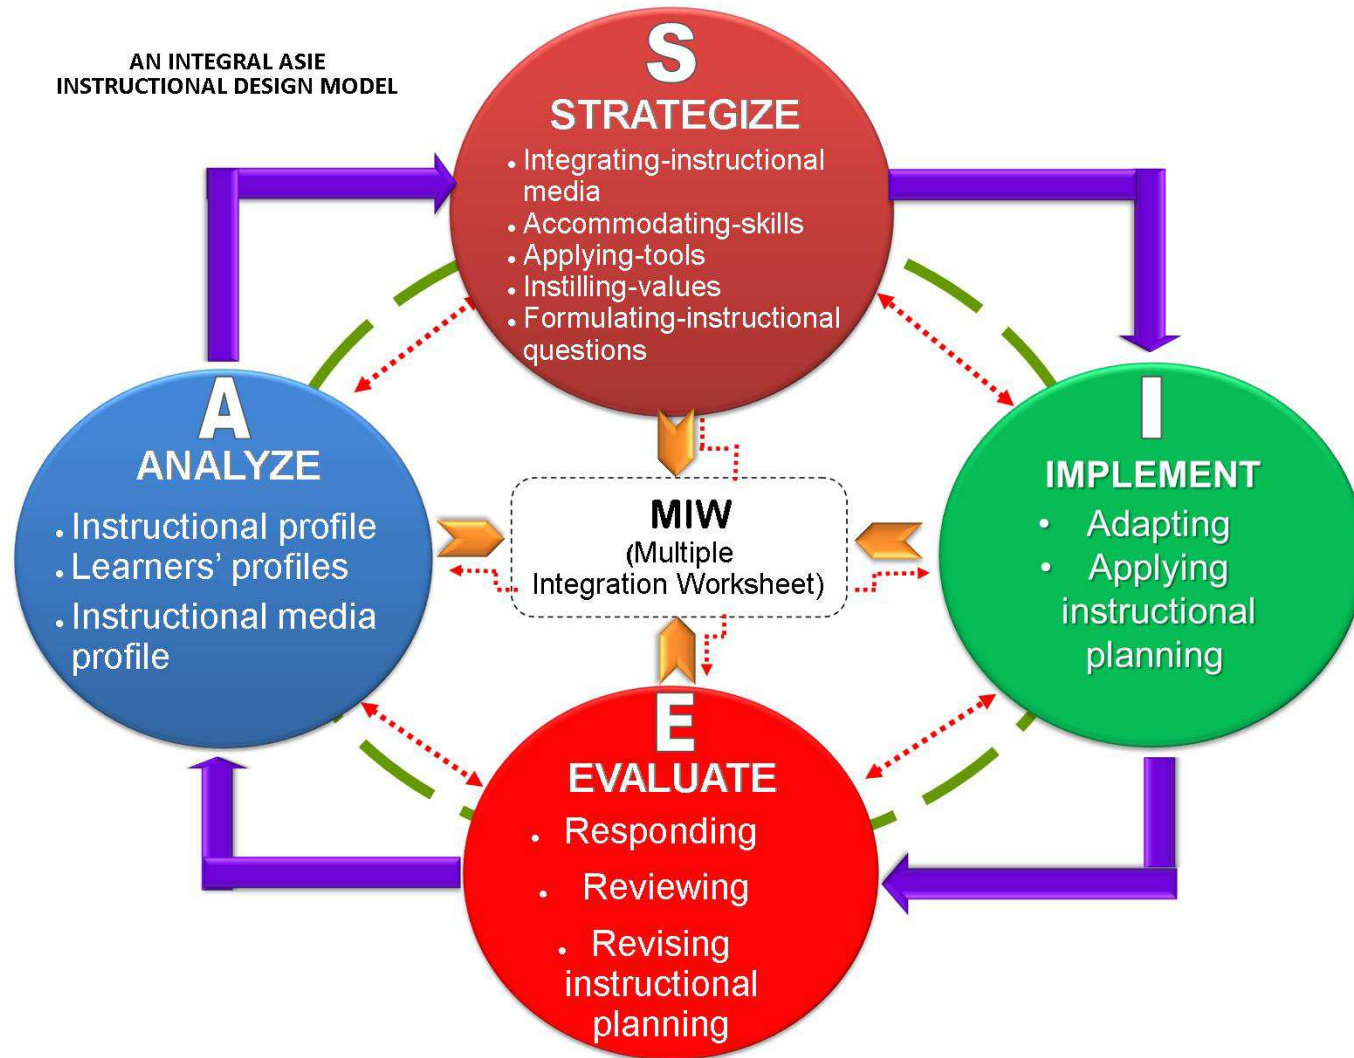 AN INTEGRAL ASIE
INSTRUCTIONAL DESIGN MODEL
S
STRATEGIZE
• Integrating-instructional
media
• Accommodating-skills
• Applying-tools
• Instilling-values
• Formulating-instructional
questions
A
ANALYZE
• Instructional profile
• Learners’ profiles
• Instructional media
profile
MIW
(Multiple
Integration Worksheet)
I
IMPLEMENT
• Adapting
• Applying
instructional
planning
E
EVALUATE
• Responding
• Reviewing
• Revising
instructional
planning